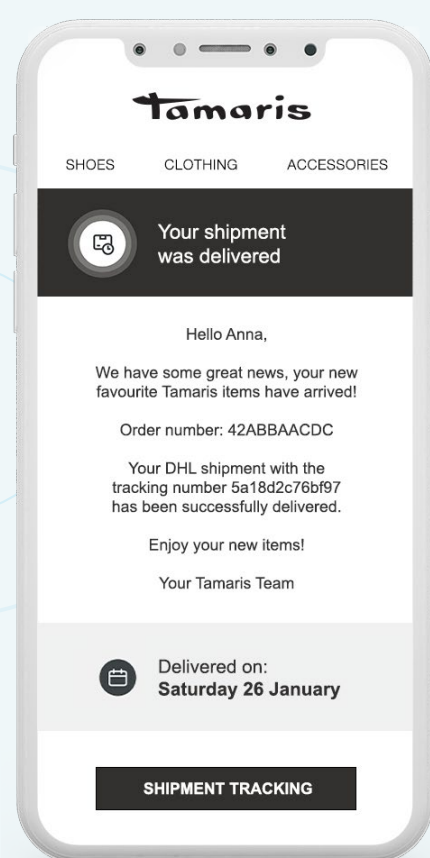 Tamaris
SHOES CLOTHING ACCESSORIES
Your shipment
was delivered
Hello Anna,
We have some great news, your new
favourite Tamaris items have arrived!
Order number: 42ABBAACDC
Your DHL shipment with the
tracking number 5a18d2c76bf97
has been successfully delivered.
Enjoy your new items!
Your Tamaris Team
Delivered on:
Saturday 26 January
SHIPMENT TRACKING